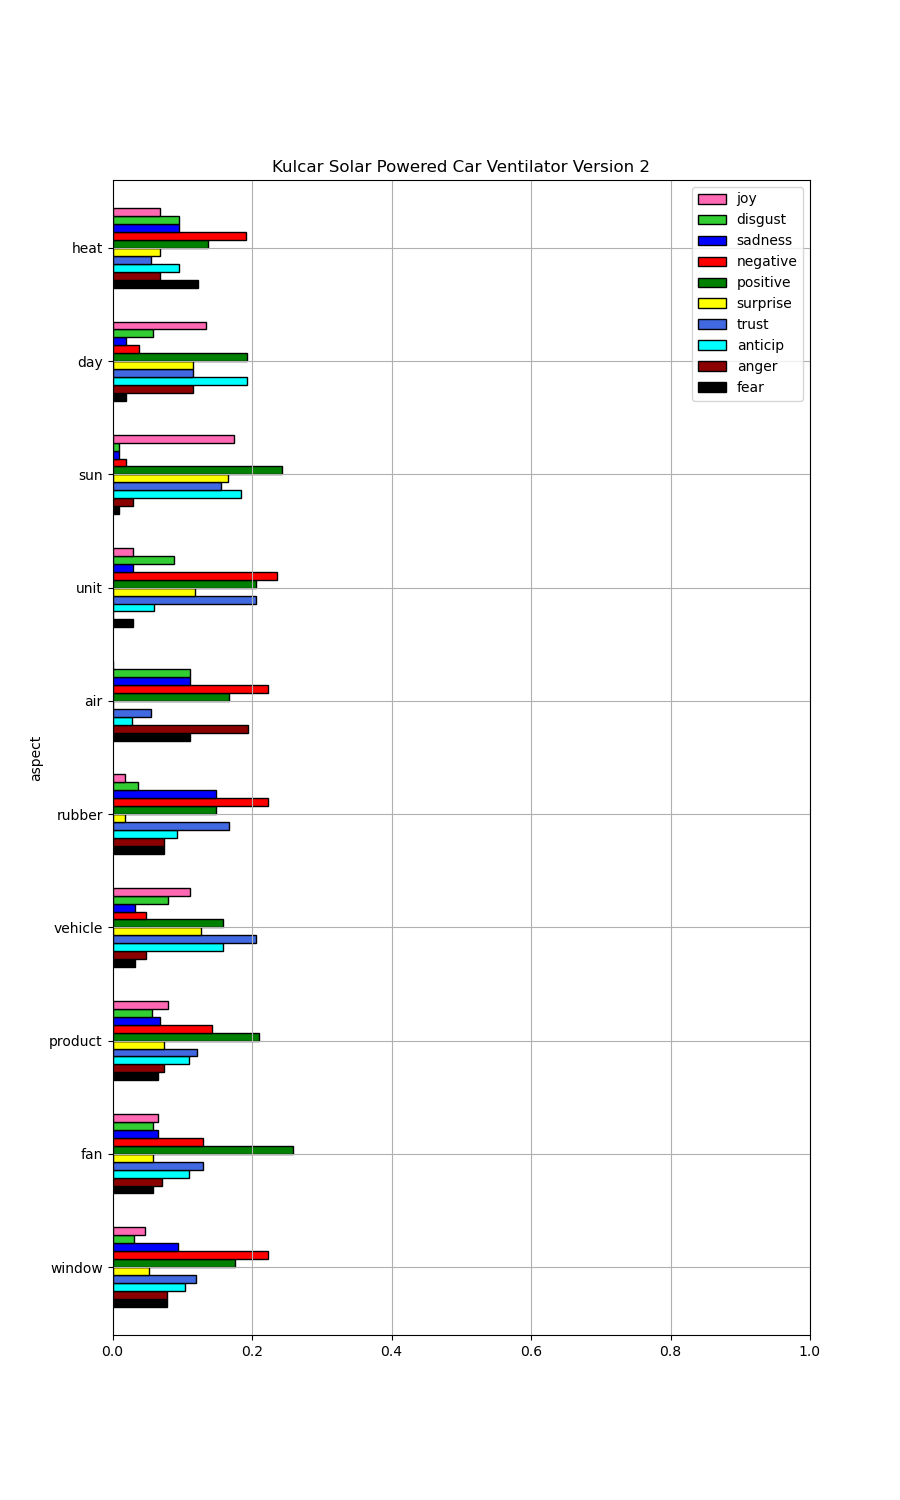 Kulcar Solar Powered Car Ventilator Version 2
joy
disgust
sadness
negative
positive
surprise
trust
anticip
anger
fear
heat
day
sun
unit
air
rubber
vehicle
product
fan
window
aspect
0.0 0.2 0.4 0.6 0.8 1.0